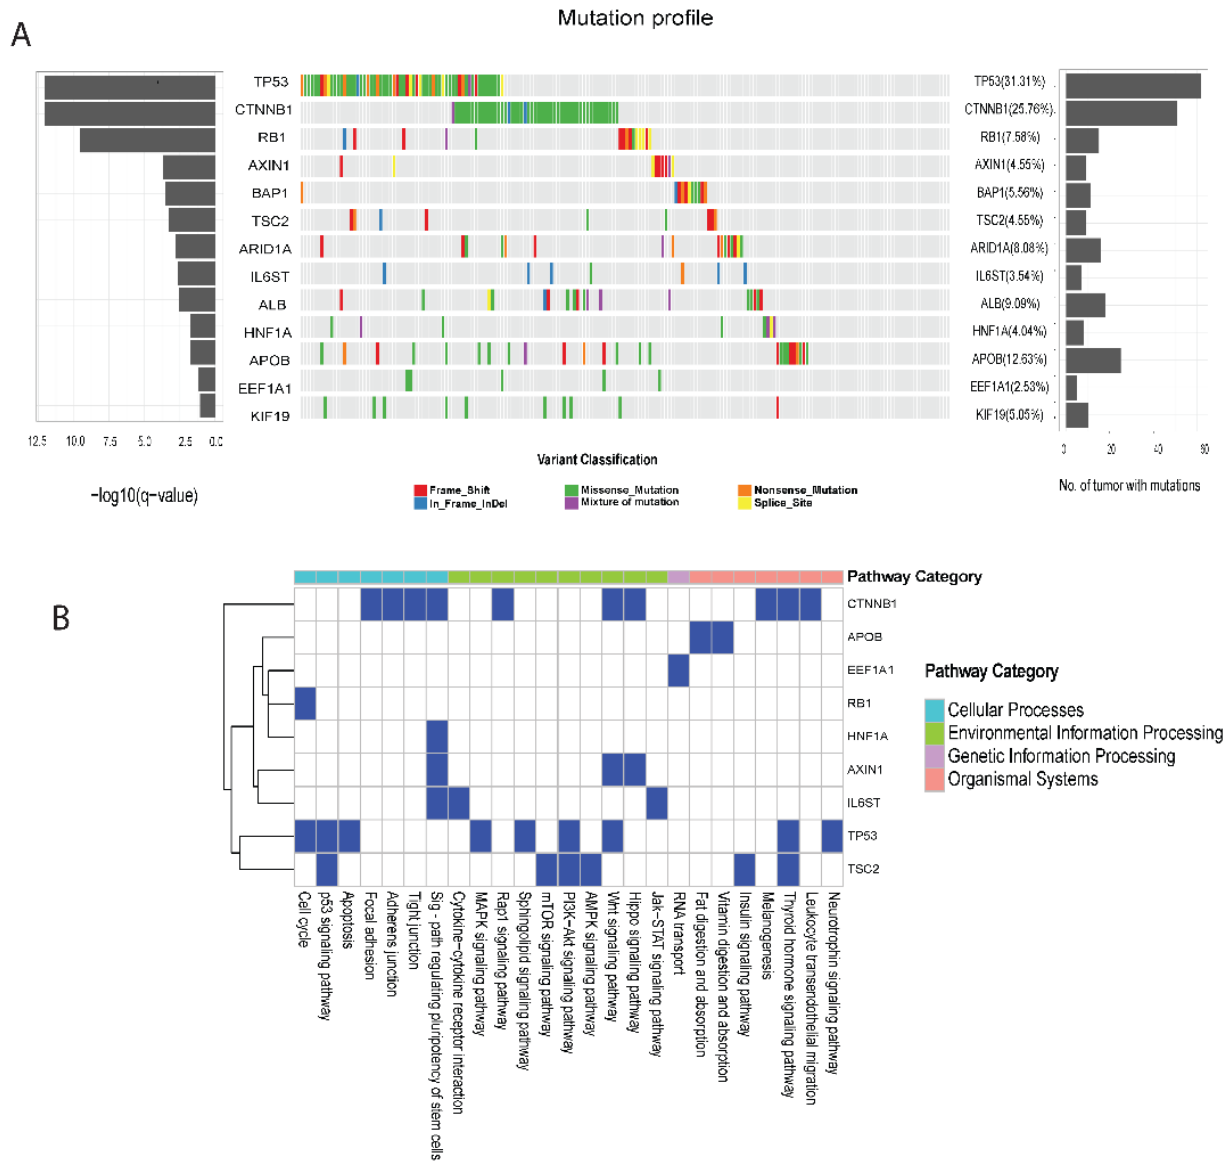 Mutation profile
A
TP53
CTNNB1
RB1
AXIN1
BAP1
TSC2
ARID1A
IL6ST
ALB
HNF1A
APOB
EEF1A1
KIF19
TP53(31.31%)
CTNNB1(25.76%)
RB1(7.58%)
AXIN1(4.55%)
BAP1(5.56%)
TSC2(4.55%)
ARID1A(8.08%)
IL6ST(3.54%)
ALB(9.09%)
HNF1A(4.04%)
APOB(12.63%)
EEF1A1(2.53%)
KIF19(5.05%)
12.5 10.0 7.5 5.0 2.5 0.0
0 20 40 60
−log10(q−value)
No. of tumor with mutations
Variant Classification
Frame_Shift Missense_Mutation Nonsense_Mutation
In_Frame_InDel Mixture of mutation Splice_Site
B
Pathway Category
CTNNB1
APOB
EEF1A1
RB1
HNF1A
AXIN1
IL6ST
TP53
TSC2
Pathway Category
Cellular Processes
Environmental Information Processing
Genetic Information Processing
Organismal Systems
Cell cycle
p53 signaling pathway
Apoptosis
Focal adhesion
Adherens junction
Tight junction
Sig - path regulating pluripotency of stem cells
Cytokine−cytokine receptor interaction
MAPK signaling pathway
Rap1 signaling pathway
Sphingolipid signaling pathway
mTOR signaling pathway
PI3K−Akt signaling pathway
AMPK signaling pathway
Wnt signaling pathway
Hippo signaling pathway
Jak−STAT signaling pathway
RNA transport
Fat digestion and absorption
Vitamin digestion and absorption
Insulin signaling pathway
Melanogenesis
Thyroid hormone signaling pathway
Leukocyte transendothelial migration
Neurotrophin signaling pathway